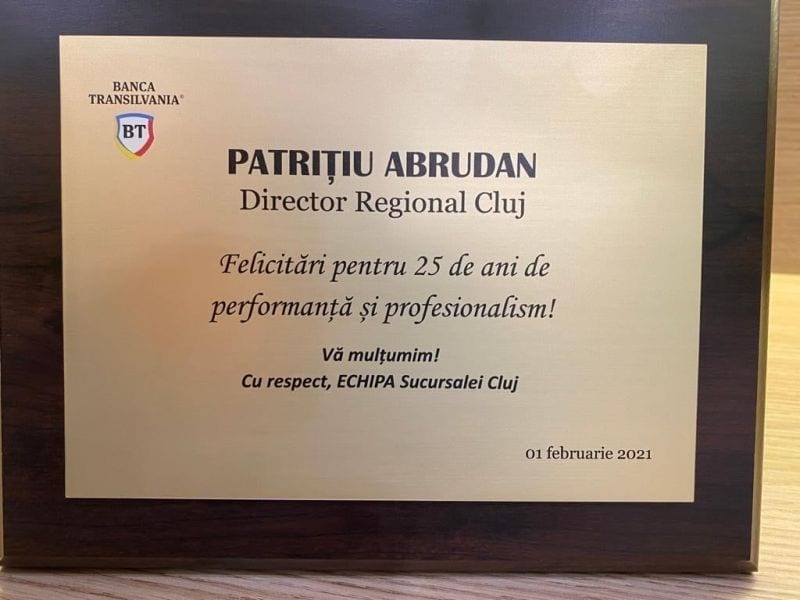 BANCA
TRANSILVANIA®
BT
PATRIȚIU ABRUDAN
Director Regional Cluj
Felicitări pentru 25 de ani de
performanță și profesionalism!
Vă mulțumim!
Cu respect, ECHIPA Sucursalei Cluj
01 februarie 2021